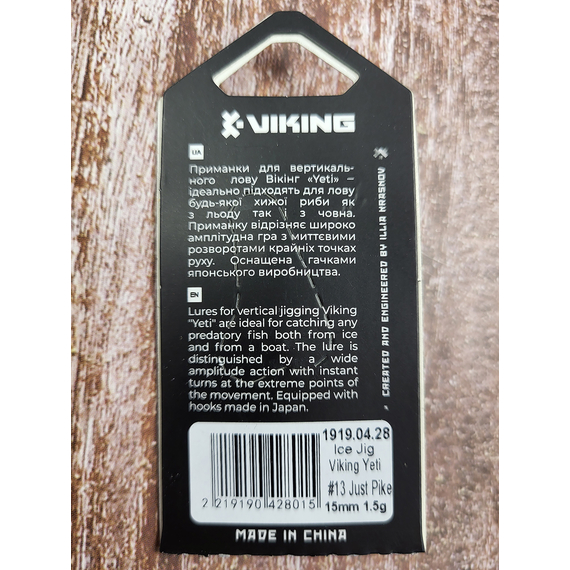 VIKING
UA
Приманки для вертикаль-
ного лову Вікінг «Yeti» –
ідеально підходять для лову
будь-якої хижої риби як
з льоду так і з човна.
Приманку відрізняє широко
амплітудна гра з миттєвими
розворотами крайніх точках
руху. Оснащена гачками
японського виробництва.
EN
Lures for vertical jigging Viking
"Yeti" are ideal for catching any
predatory fish both from ice
and from a boat. The lure is
distinguished by a wide
amplitude action with instant
turns at the extreme points of
the movement. Equipped with
hooks made in Japan.
CREATED AND ENGINEERED BY ILLIA KRASNOV
1919.04.28
Ice Jig
Viking Yeti
#13 Just Pike
15mm 1.5g
2 219190 428015
MADE IN CHINA